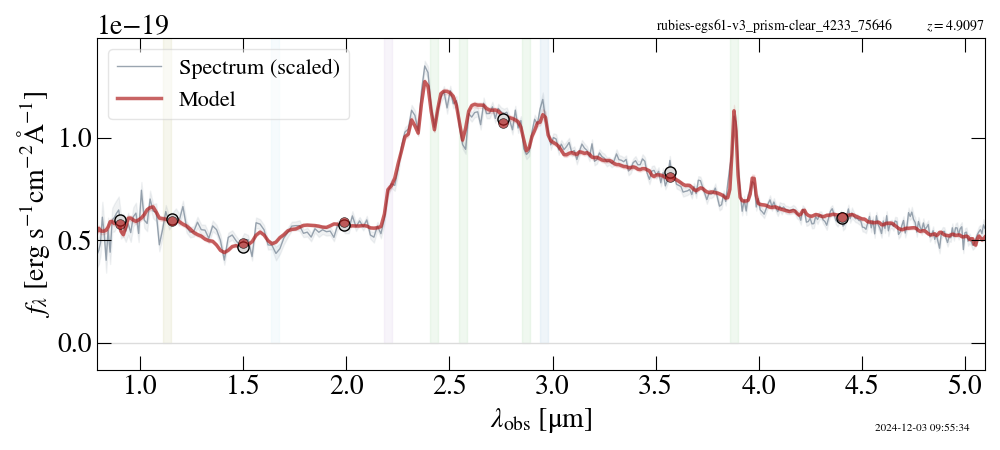 1e−19
rubies-egs61-v3_prism-clear_4233_75646 z = 4.9097
Spectrum (scaled)
Model
1.0
0.5
0.0
fλ [erg s⁻¹cm⁻²Å⁻¹]
1.0 1.5 2.0 2.5 3.0 3.5 4.0 4.5 5.0
λobs [μm]
2024-12-03 09:55:34